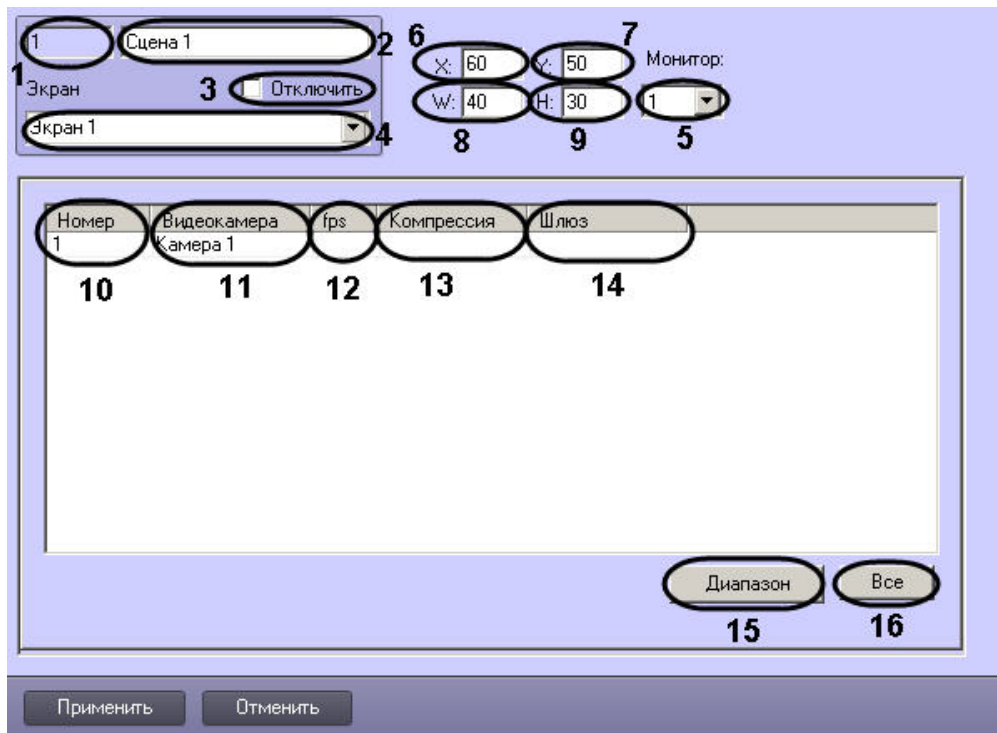 1 Сцена 1 2 6 7
1 X: 60 Y: 50 Монитор:
Экран 3 Отключить W: 40 H: 30 1
Экран 1 4 8 9 5
Номер Видеокамера fps Компрессия Шлюз
1 Камера 1
10 11 12 13 14
Диапазон Все
15 16
Применить Отменить